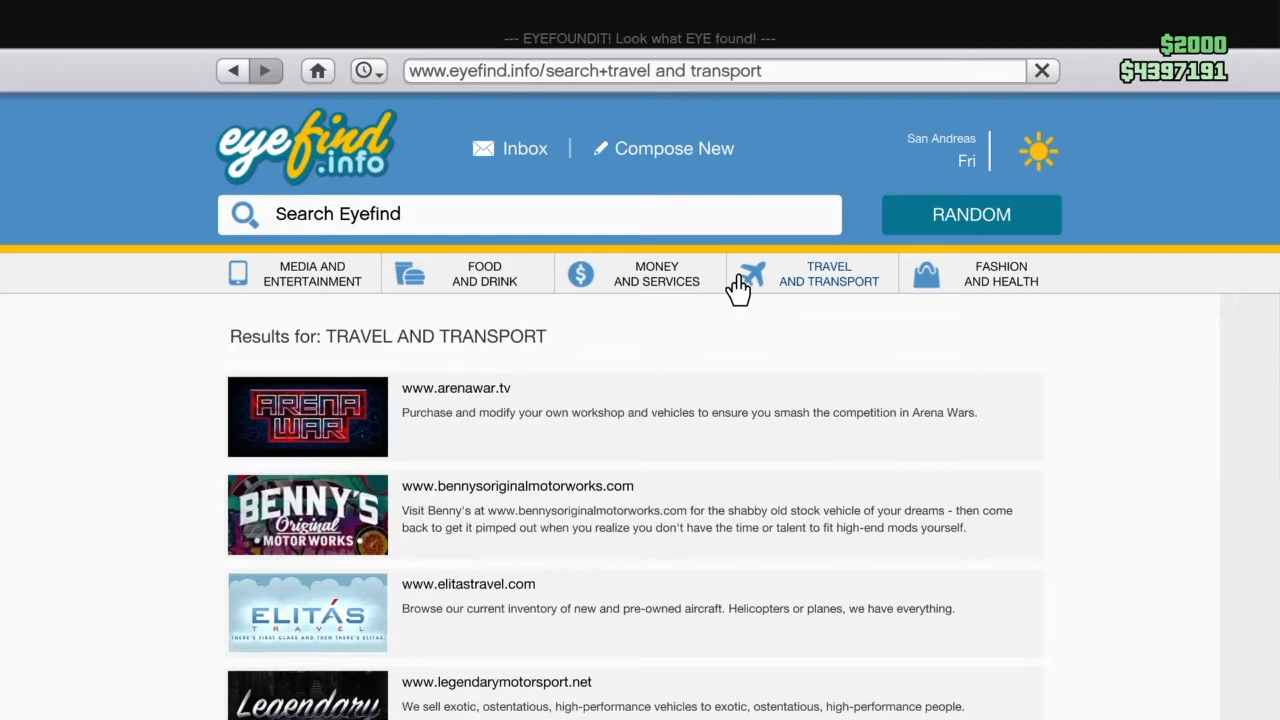 --- EYEFOUNDIT! Look what EYE found! ---
$2000
www.eyefind.info/search+travel and transport
$4397191
eyefind
.info
Inbox
Compose New
San Andreas
Fri
Search Eyefind
RANDOM
MEDIA AND
ENTERTAINMENT
FOOD
AND DRINK
MONEY
AND SERVICES
TRAVEL
AND TRANSPORT
FASHION
AND HEALTH
Results for: TRAVEL AND TRANSPORT
ARENA
WAR
www.arenawar.tv
Purchase and modify your own workshop and vehicles to ensure you smash the competition in Arena Wars.
BENNY'S
Original
• MOTOR WORKS •
www.bennysoriginalmotorworks.com
Visit Benny's at www.bennysoriginalmotorworks.com for the shabby old stock vehicle of your dreams - then come
back to get it pimped out when you realize you don't have the time or talent to fit high-end mods yourself.
ELITÁS
TRAVEL
THERE'S FIRST CLASS AND THEN THERE'S ELITAS.
www.elitastravel.com
Browse our current inventory of new and pre-owned aircraft. Helicopters or planes, we have everything.
Legendary
www.legendarymotorsport.net
We sell exotic, ostentatious, high-performance vehicles to exotic, ostentatious, high-performance people.